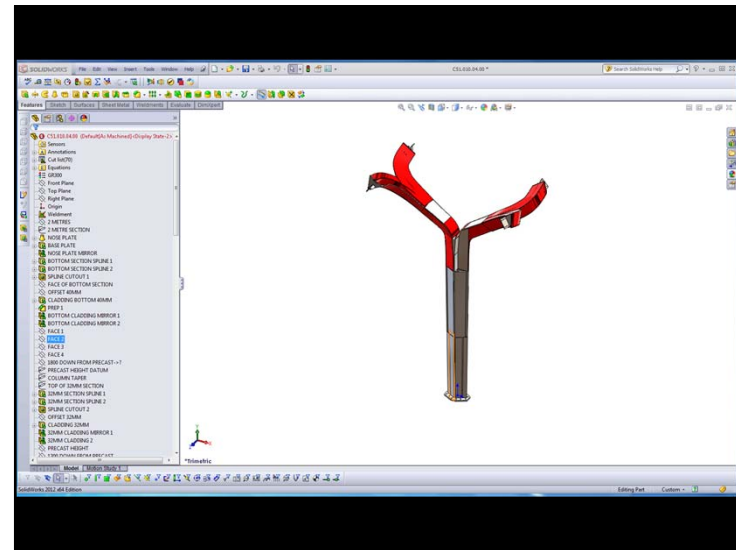 SOLIDWORKS File Edit View Insert Tools Window Help CS1.010.04.00 * Search SolidWorks Help
Features Sketch Surfaces Sheet Metal Weldments Evaluate DimXpert
CS1.010.04.00 (Default[As Machined]<Display State-2>
Sensors
Annotations
Cut list(70)
Equations
GR300
Front Plane
Top Plane
Right Plane
Origin
Weldment
2 METRES
2 METRE SECTION
NOSE PLATE
BASE PLATE
NOSE PLATE MIRROR
BOTTOM SECTION SPLINE 1
BOTTOM SECTION SPLINE 2
SPLINE CUTOUT 1
FACE OF BOTTOM SECTION
OFFSET 40MM
CLADDING BOTTOM 40MM
PREP 1
BOTTOM CLADDING MIRROR 1
BOTTOM CLADDING MIRROR 2
FACE 1
FACE 2
FACE 3
FACE 4
1800 DOWN FROM PRECAST->?
PRECAST HEIGHT DATUM
COLUMN TAPER
TOP OF 32MM SECTION
32MM SECTION SPLINE 1
32MM SECTION SPLINE 2
SPLINE CUTOUT 2
OFFSET 32MM
CLADDING 32MM
32MM CLADDING MIRROR 1
32MM CLADDING 2
PRECAST HEIGHT
1300 DOWN FROM PRECAST
*Trimetric
Model Motion Study 1
SolidWorks 2012 x64 Edition Editing Part Custom